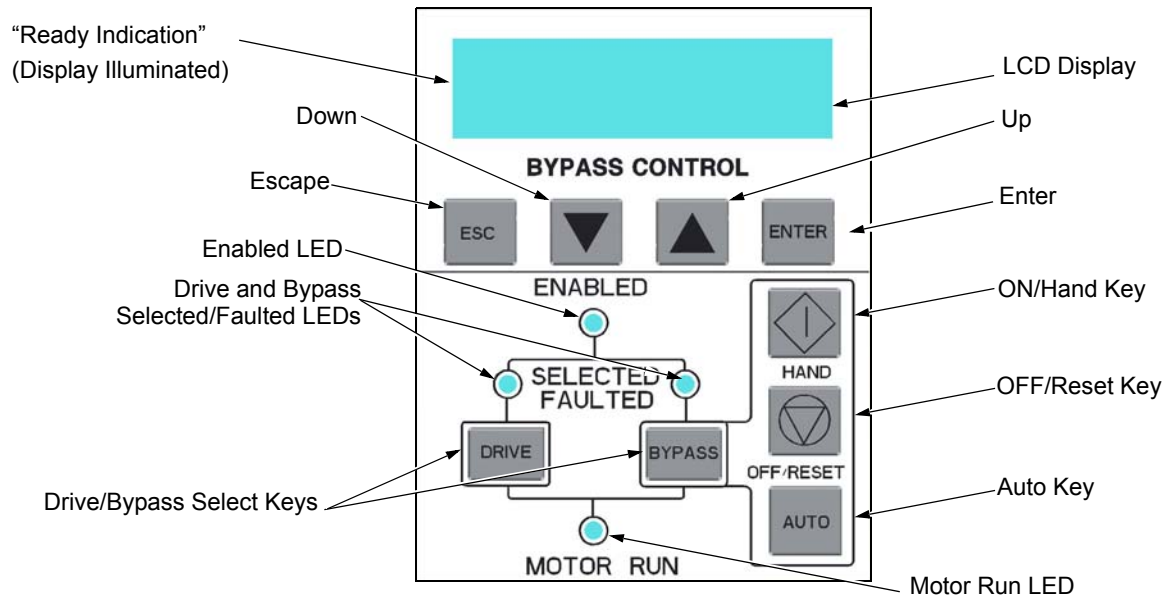 “Ready Indication”
(Display Illuminated)
LCD Display
Down
Up
BYPASS CONTROL
Escape
Enter
ESC
ENTER
Enabled LED
ENABLED
Drive and Bypass
Selected/Faulted LEDs
ON/Hand Key
SELECTED
FAULTED
HAND
OFF/Reset Key
DRIVE
BYPASS
OFF/RESET
Drive/Bypass Select Keys
Auto Key
AUTO
MOTOR RUN
Motor Run LED